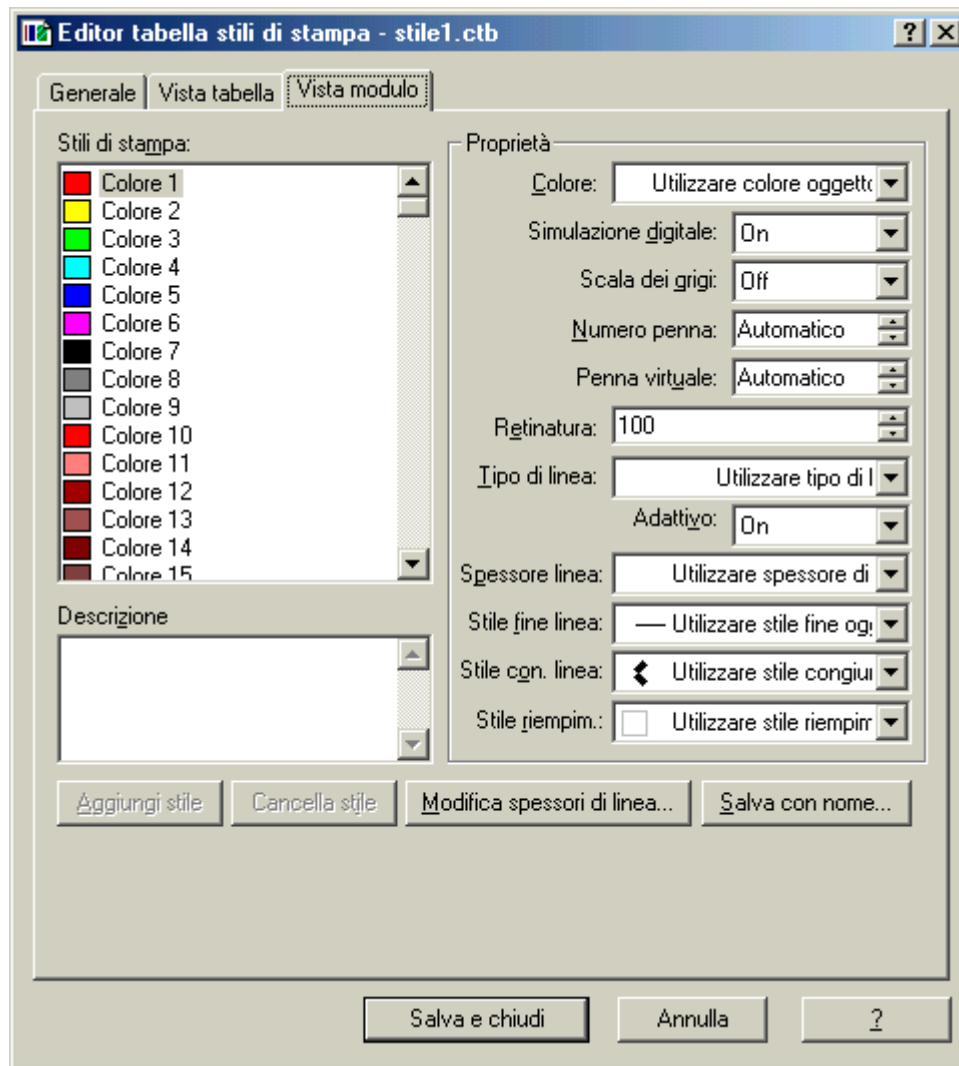 Editor tabella stili di stampa - stile1.ctb
Generale
Vista tabella
Vista modulo
Stili di stampa:
Colore 1
Colore 2
Colore 3
Colore 4
Colore 5
Colore 6
Colore 7
Colore 8
Colore 9
Colore 10
Colore 11
Colore 12
Colore 13
Colore 14
Colore 15
Descrizione
Proprietà
Colore: Utilizzare colore oggetto
Simulazione digitale: On
Scala dei grigi: Off
Numero penna: Automatico
Penna virtuale: Automatico
Retinatura: 100
Tipo di linea: Utilizzare tipo di l
Adattivo: On
Spessore linea: Utilizzare spessore di
Stile fine linea: Utilizzare stile fine og
Stile con. linea: Utilizzare stile congiu
Stile riempim.: Utilizzare stile riempim
Aggiungi stile
Cancella stile
Modifica spessori di linea...
Salva con nome...
Salva e chiudi
Annulla
?